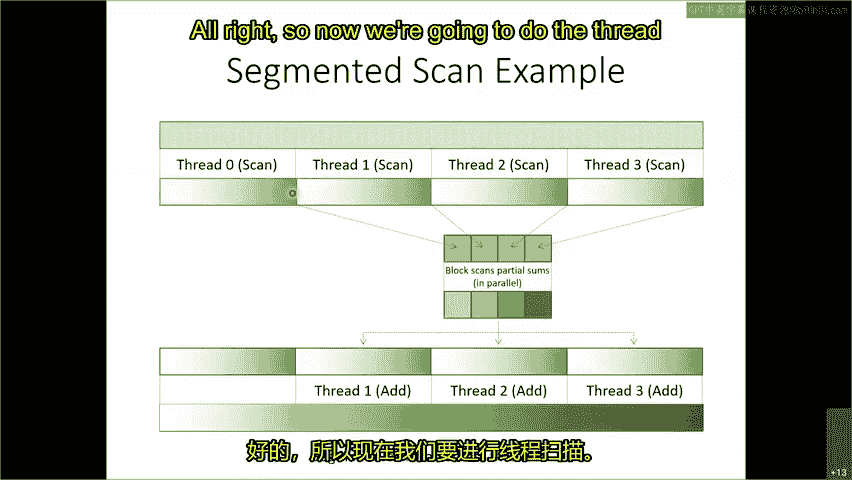 All right, so now we're going to do the thread
Segmented Scan Example
Thread 0 (Scan) Thread 1 (Scan) Thread 2 (Scan) Thread 3 (Scan)
Block scans partial sums
(in parallel)
Thread 1 (Add) Thread 2 (Add) Thread 3 (Add)
好的，所以现在我们要进行线程扫描。
+13